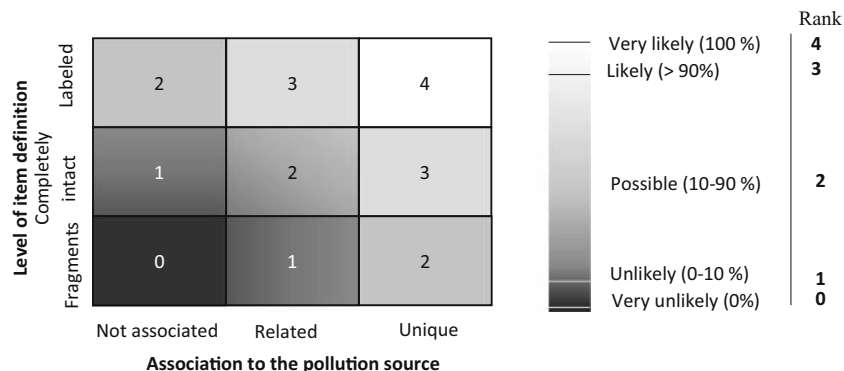 Rank
Very likely (100 %) 4
Likely (> 90%) 3
Possible (10-90 %) 2
Unlikely (0-10 %) 1
Very unlikely (0%) 0
Level of item definition
Labeled
Completely
intact
Fragments
2 3 4
1 2 3
0 1 2
Not associated Related Unique
Association to the pollution source